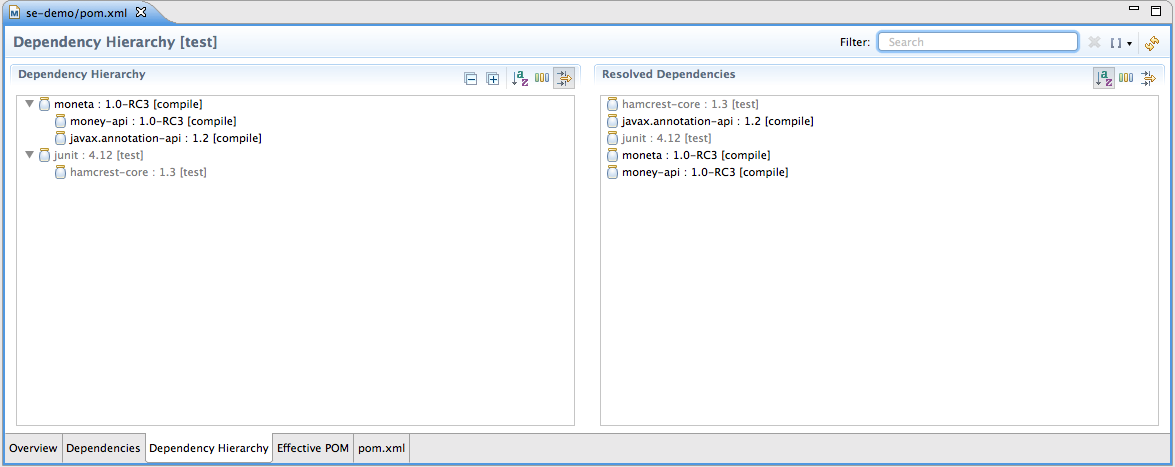 se-demo/pom.xml
Dependency Hierarchy [test]
Filter:
Search
Dependency Hierarchy
moneta : 1.0-RC3 [compile]
money-api : 1.0-RC3 [compile]
javax.annotation-api : 1.2 [compile]
junit : 4.12 [test]
hamcrest-core : 1.3 [test]
Resolved Dependencies
hamcrest-core : 1.3 [test]
javax.annotation-api : 1.2 [compile]
junit : 4.12 [test]
moneta : 1.0-RC3 [compile]
money-api : 1.0-RC3 [compile]
Overview
Dependencies
Dependency Hierarchy
Effective POM
pom.xml